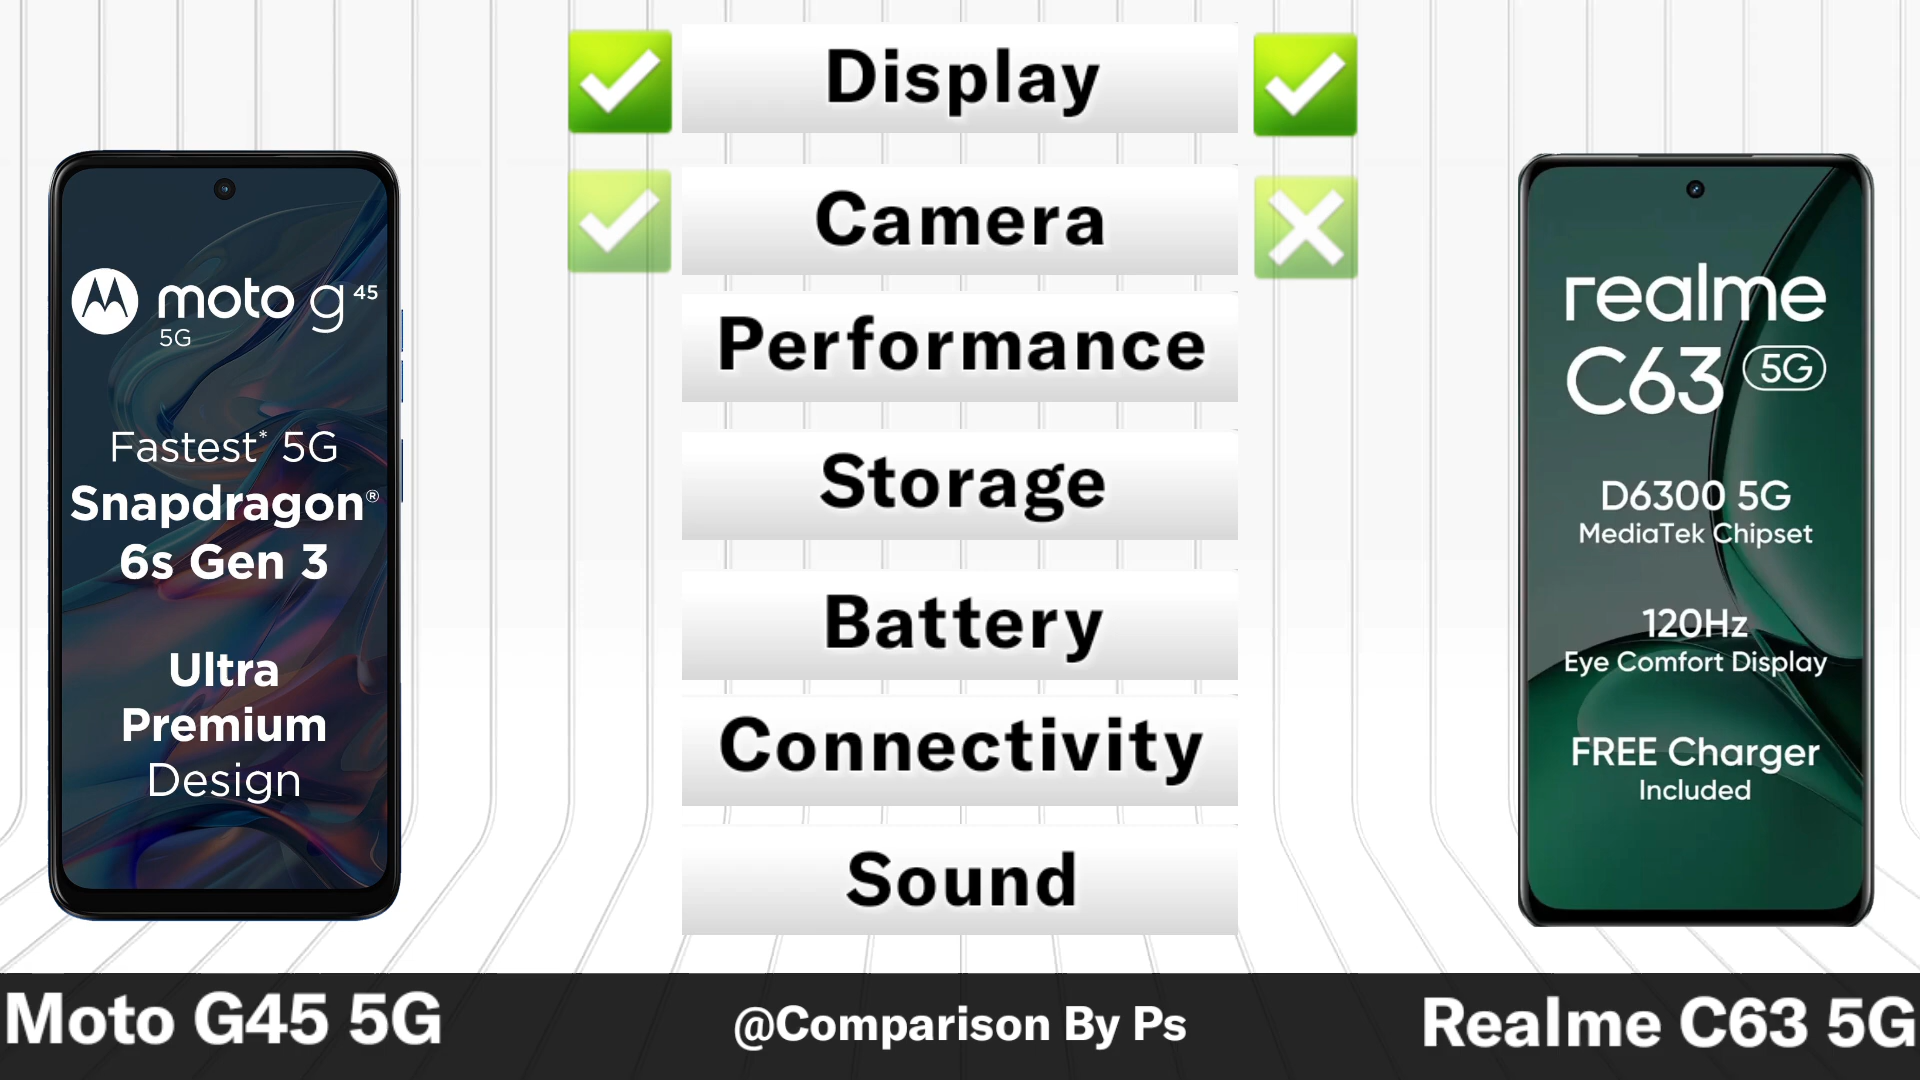 Display
Camera
Performance
Storage
Battery
Connectivity
Sound
moto g45
5G
Fastest* 5G
Snapdragon®
6s Gen 3
Ultra
Premium
Design
realme
C63 5G
D6300 5G
MediaTek Chipset
120Hz
Eye Comfort Display
FREE Charger
Included
Moto G45 5G
@Comparison By Ps
Realme C63 5G